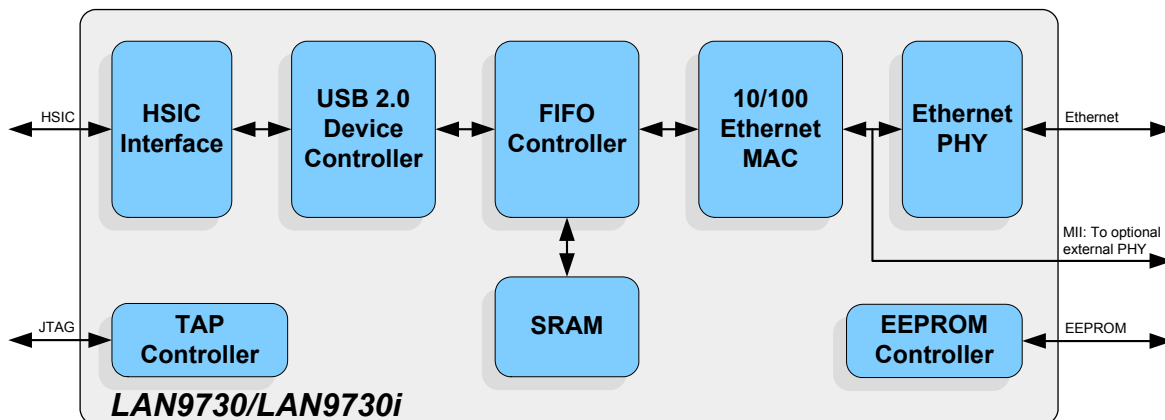 HSIC
HSIC
Interface
USB 2.0
Device
Controller
FIFO
Controller
10/100
Ethernet
MAC
Ethernet
PHY
Ethernet
MII: To optional
external PHY
JTAG
TAP
Controller
SRAM
EEPROM
Controller
EEPROM
LAN9730/LAN9730i